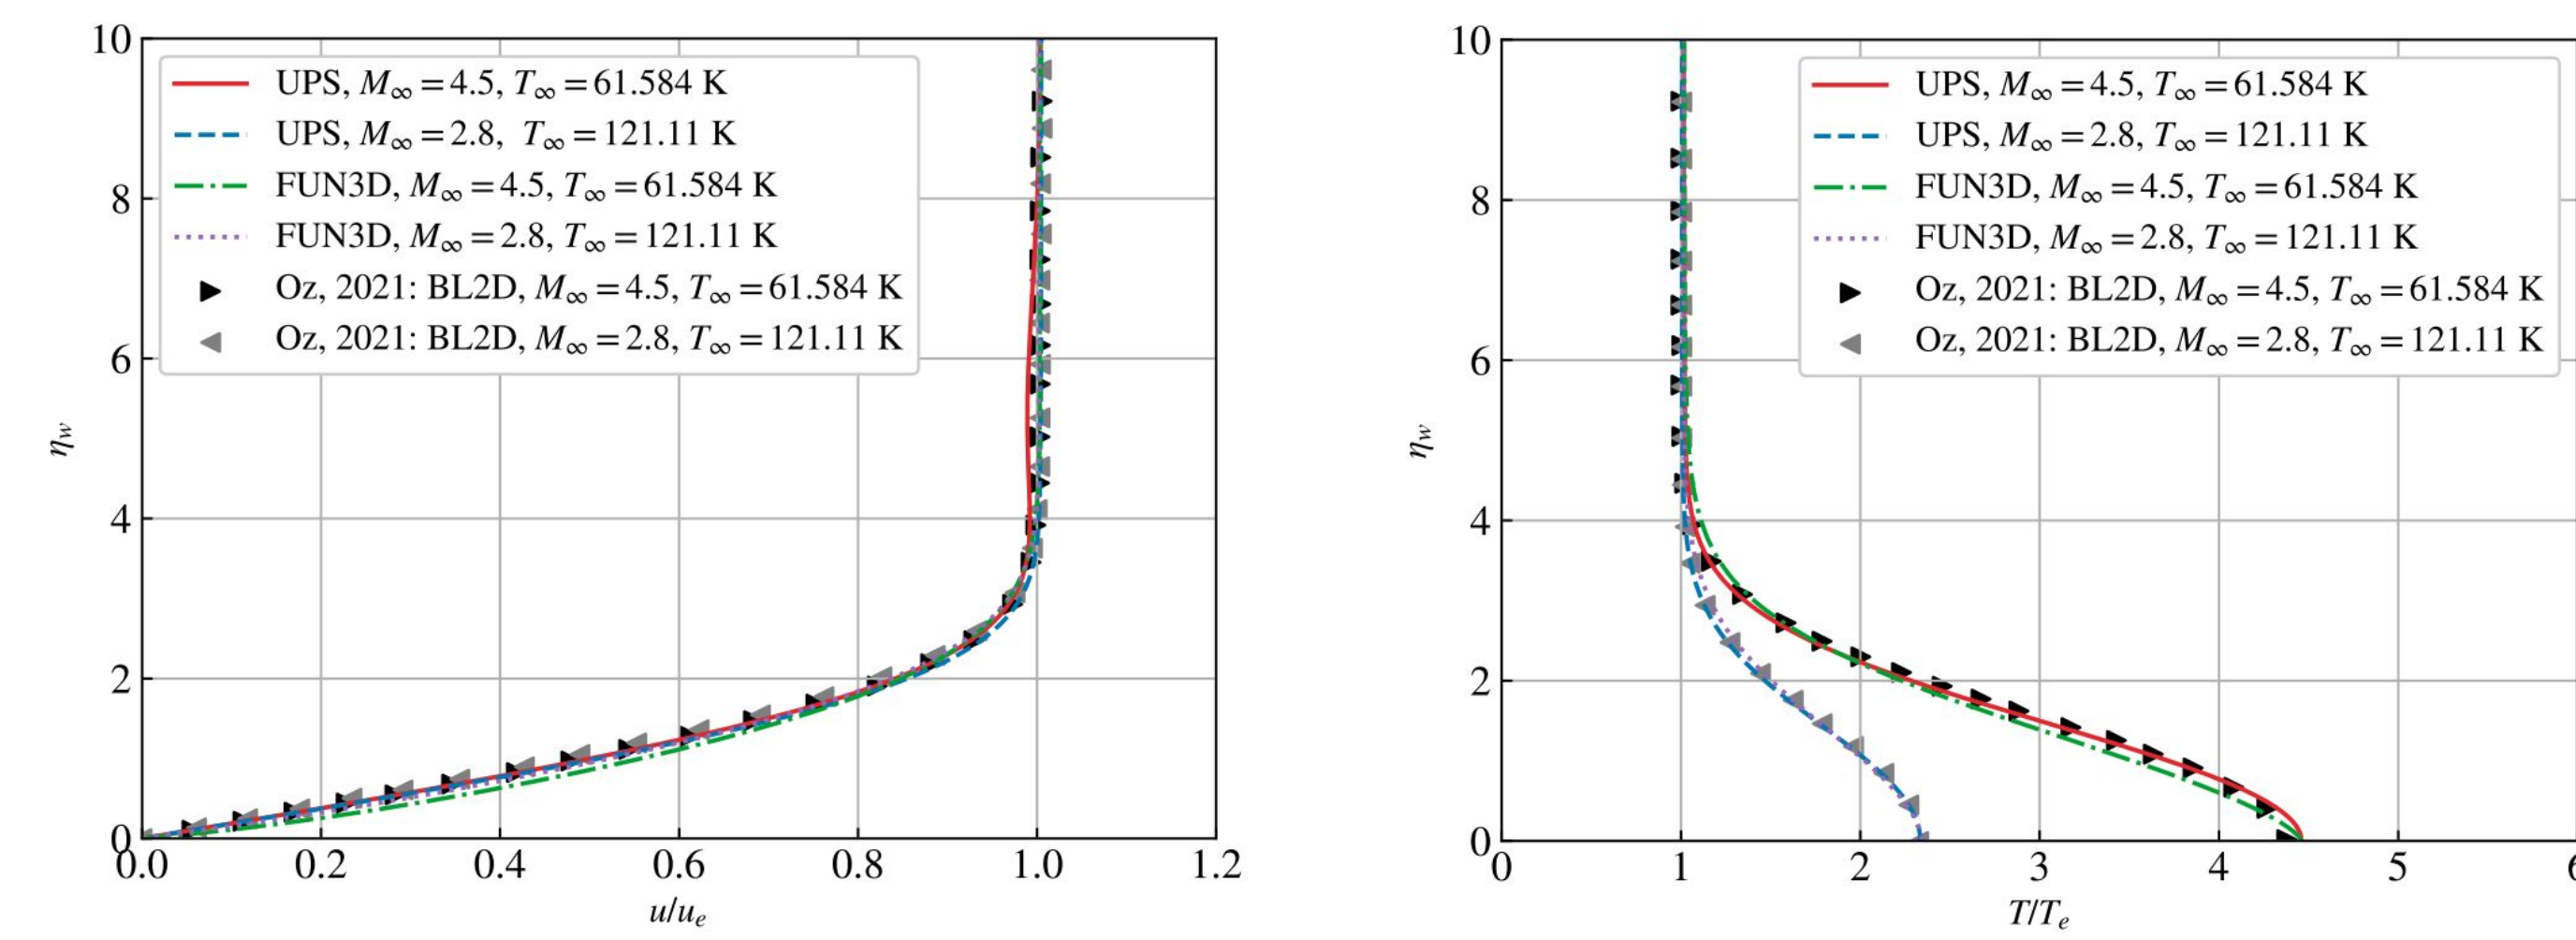 10
8
6
4
2
0
η_w
UPS, M∞ = 4.5, T∞ = 61.584 K
UPS, M∞ = 2.8, T∞ = 121.11 K
FUN3D, M∞ = 4.5, T∞ = 61.584 K
FUN3D, M∞ = 2.8, T∞ = 121.11 K
Oz, 2021: BL2D, M∞ = 4.5, T∞ = 61.584 K
Oz, 2021: BL2D, M∞ = 2.8, T∞ = 121.11 K
0.0 0.2 0.4 0.6 0.8 1.0 1.2
u/u_e
10
8
6
4
2
0
η_w
UPS, M∞ = 4.5, T∞ = 61.584 K
UPS, M∞ = 2.8, T∞ = 121.11 K
FUN3D, M∞ = 4.5, T∞ = 61.584 K
FUN3D, M∞ = 2.8, T∞ = 121.11 K
Oz, 2021: BL2D, M∞ = 4.5, T∞ = 61.584 K
Oz, 2021: BL2D, M∞ = 2.8, T∞ = 121.11 K
0 1 2 3 4 5
T/T_e